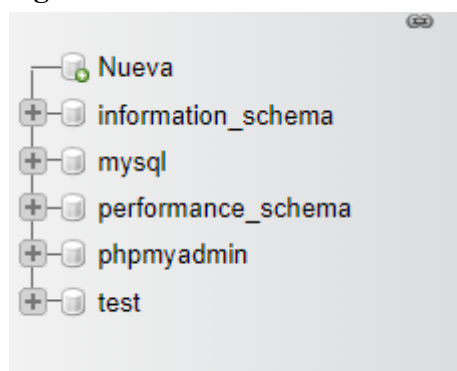 Nueva
information_schema
mysql
performance_schema
phpmyadmin
test